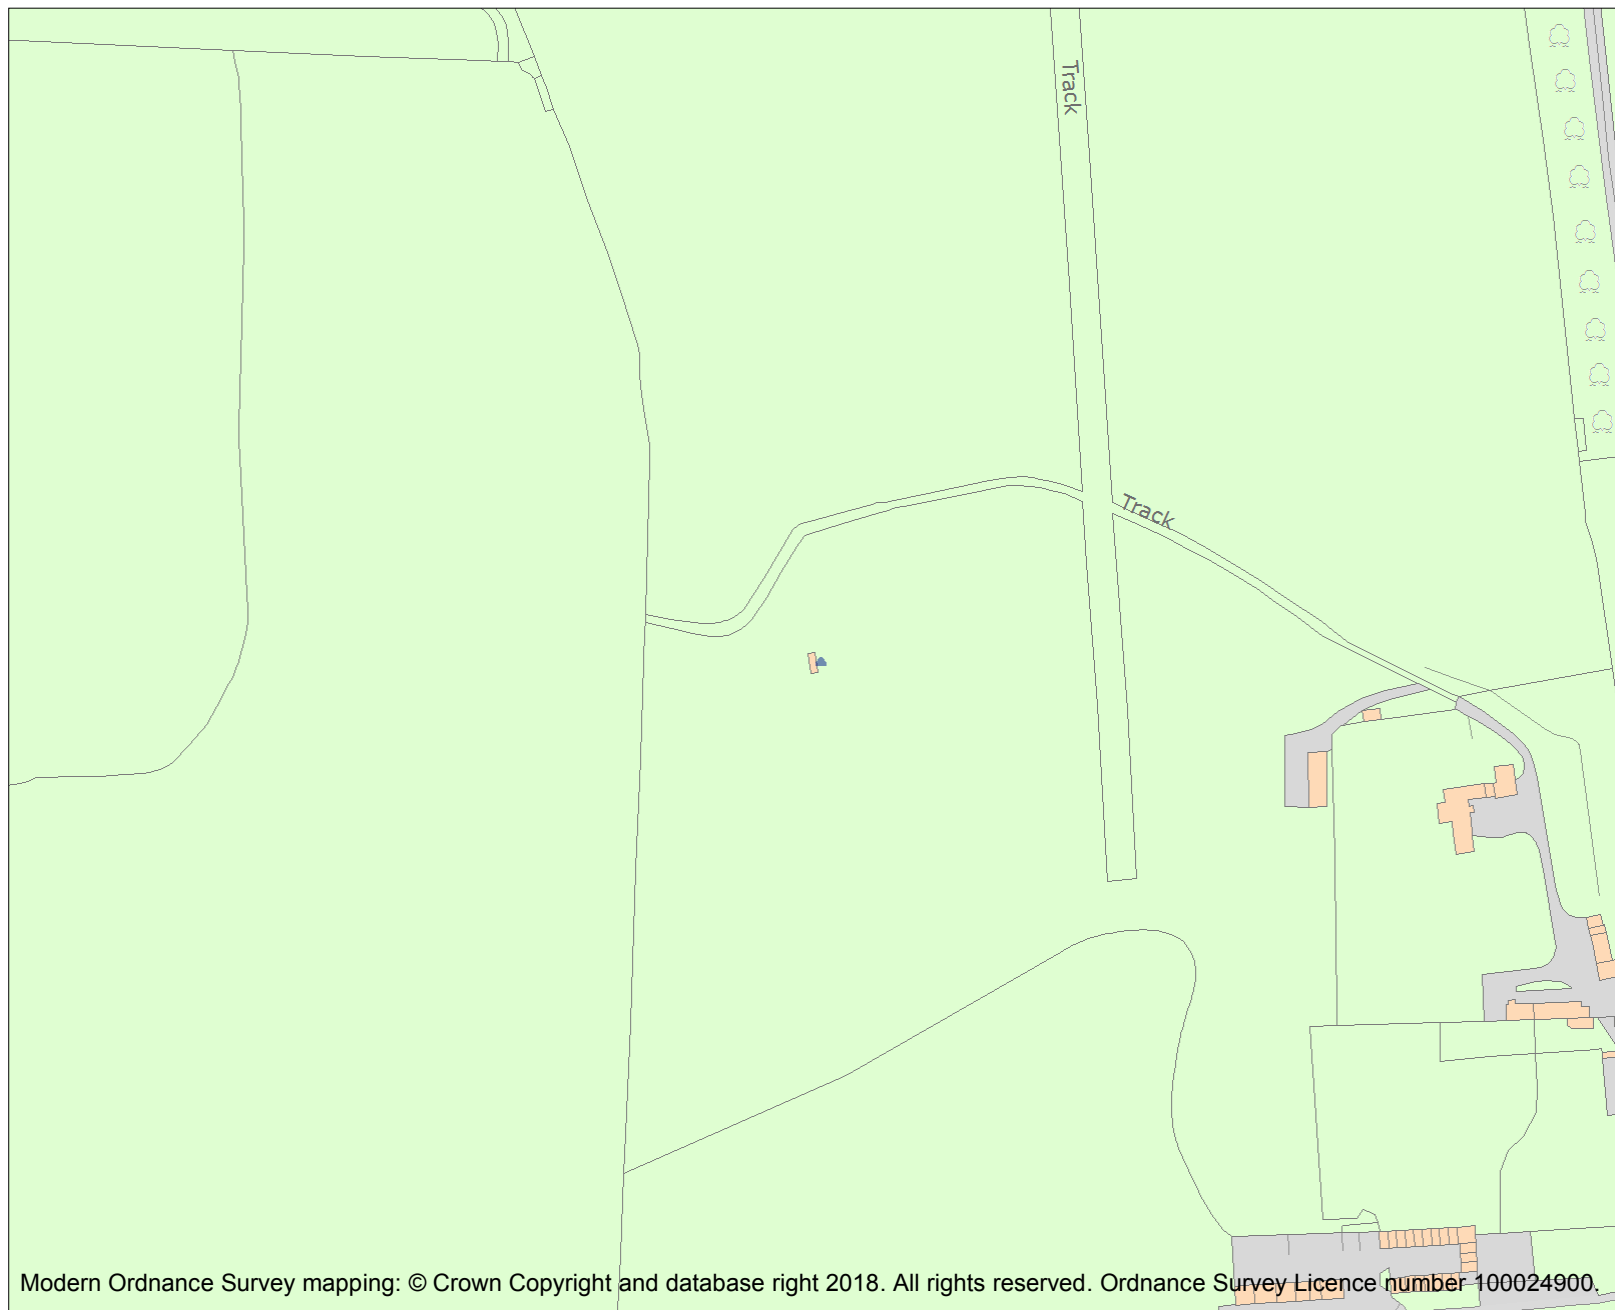 Track
Track
Modern Ordnance Survey mapping: © Crown Copyright and database right 2018. All rights reserved. Ordnance Survey Licence number 100024900.